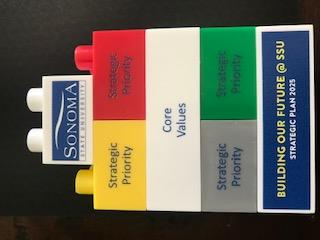 SONOMA
STATE UNIVERSITY
Strategic
Priority
Strategic
Priority
Core
Values
Strategic
Priority
Strategic
Priority
BUILDING OUR FUTURE @ SSU
STRATEGIC PLAN 2025